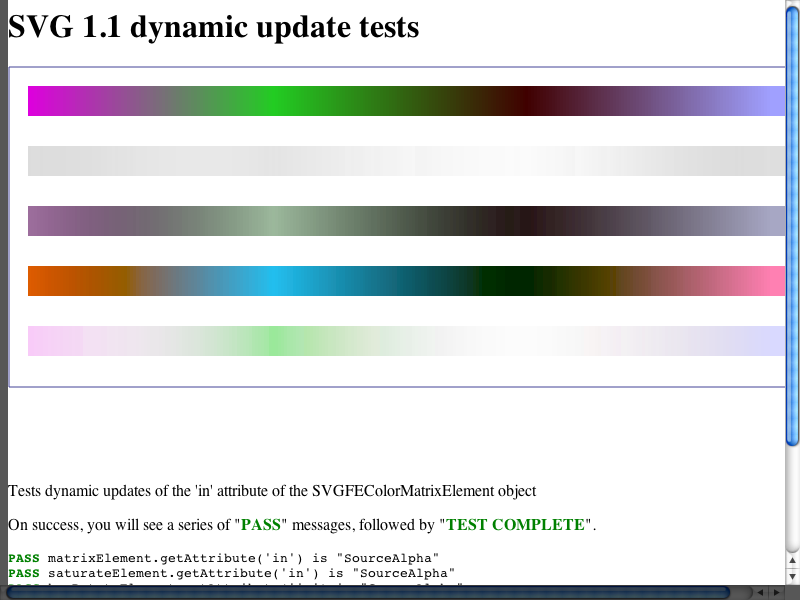 SVG 1.1 dynamic update tests
Tests dynamic updates of the 'in' attribute of the SVGFEColorMatrixElement object
On success, you will see a series of "PASS" messages, followed by "TEST COMPLETE".
PASS matrixElement.getAttribute('in') is "SourceAlpha"
PASS saturateElement.getAttribute('in') is "SourceAlpha"